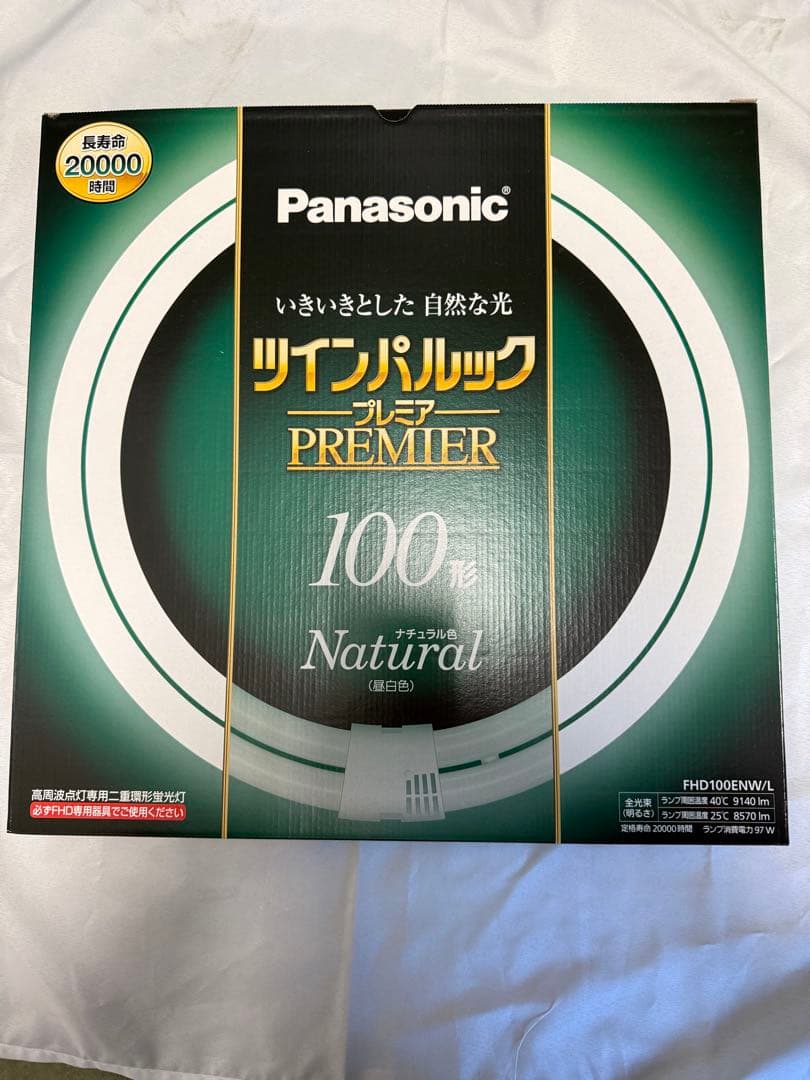 長寿命
20000
時間
Panasonic®
いきいきとした 自然な光
ツインパルック
プレミア
PREMIER
100形
ナチュラル色
Natural
(昼白色)
高周波点灯専用二重環形蛍光灯
必ずFHD専用器具でご使用ください
FHD100ENW/L
全光束
(明るさ)
ランプ周囲温度 40℃ 9140 lm
ランプ周囲温度 25℃ 8570 lm
定格寿命 20000時間 ランプ消費電力 97 W